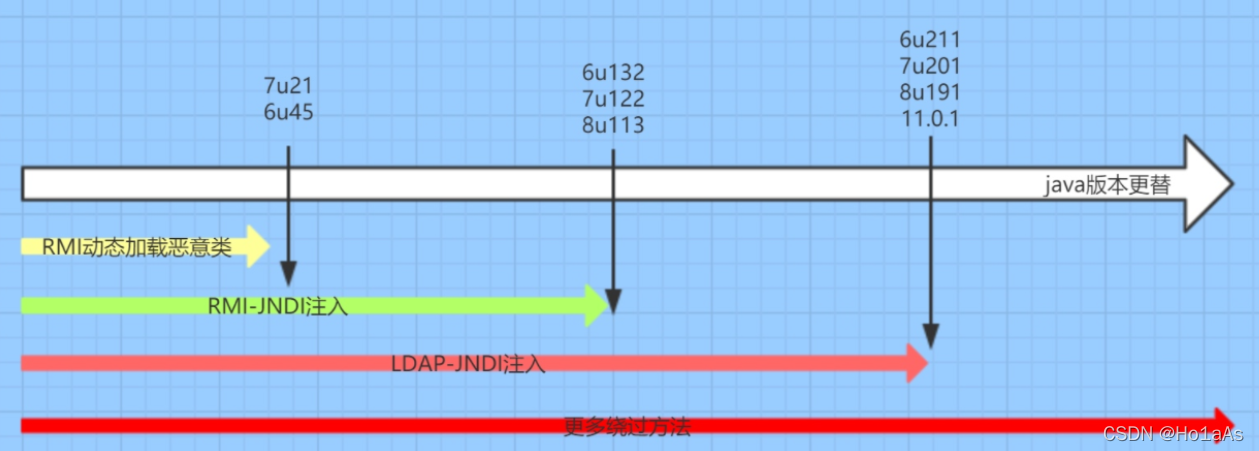 7u21
6u45
6u132
7u122
8u113
6u211
7u201
8u191
11.0.1
java版本更替
RMI动态加载恶意类
RMI-JNDI注入
LDAP-JNDI注入
更多绕过方法
CSDN @Ho1aAs